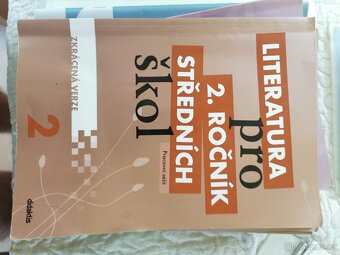 LITERATURA
pro
2. ROČNÍK
STŘEDNÍCH
škol
Pracovní sešit
ZKRÁCENÁ VERZE
2
didaktis